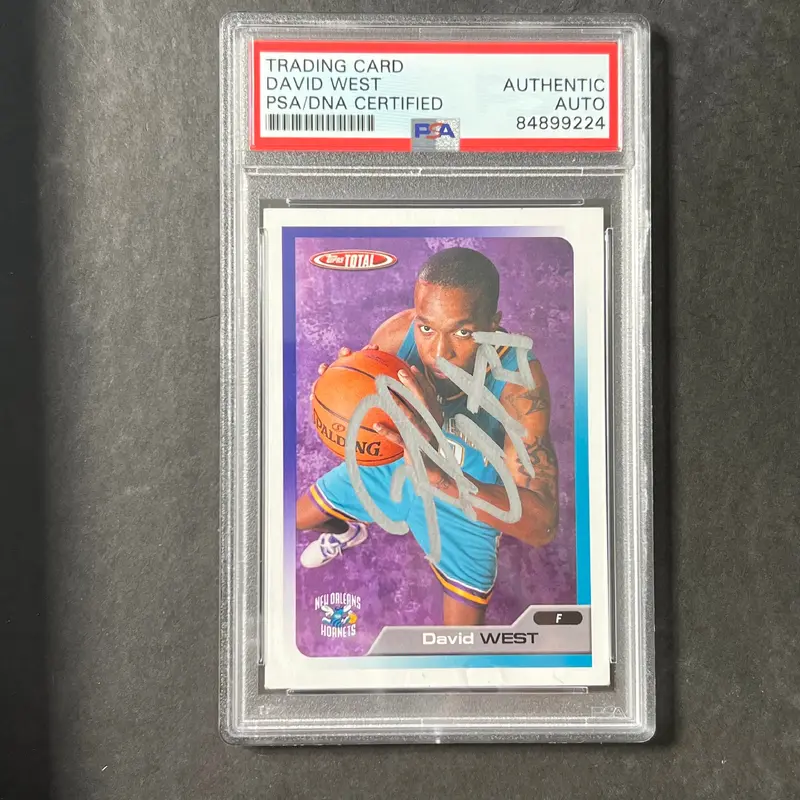 TRADING CARD
DAVID WEST
PSA/DNA CERTIFIED
AUTHENTIC
AUTO
84899224
PSA
Topps TOTAL
SPALDING
NEW ORLEANS
HORNETS
F
David WEST
PSA